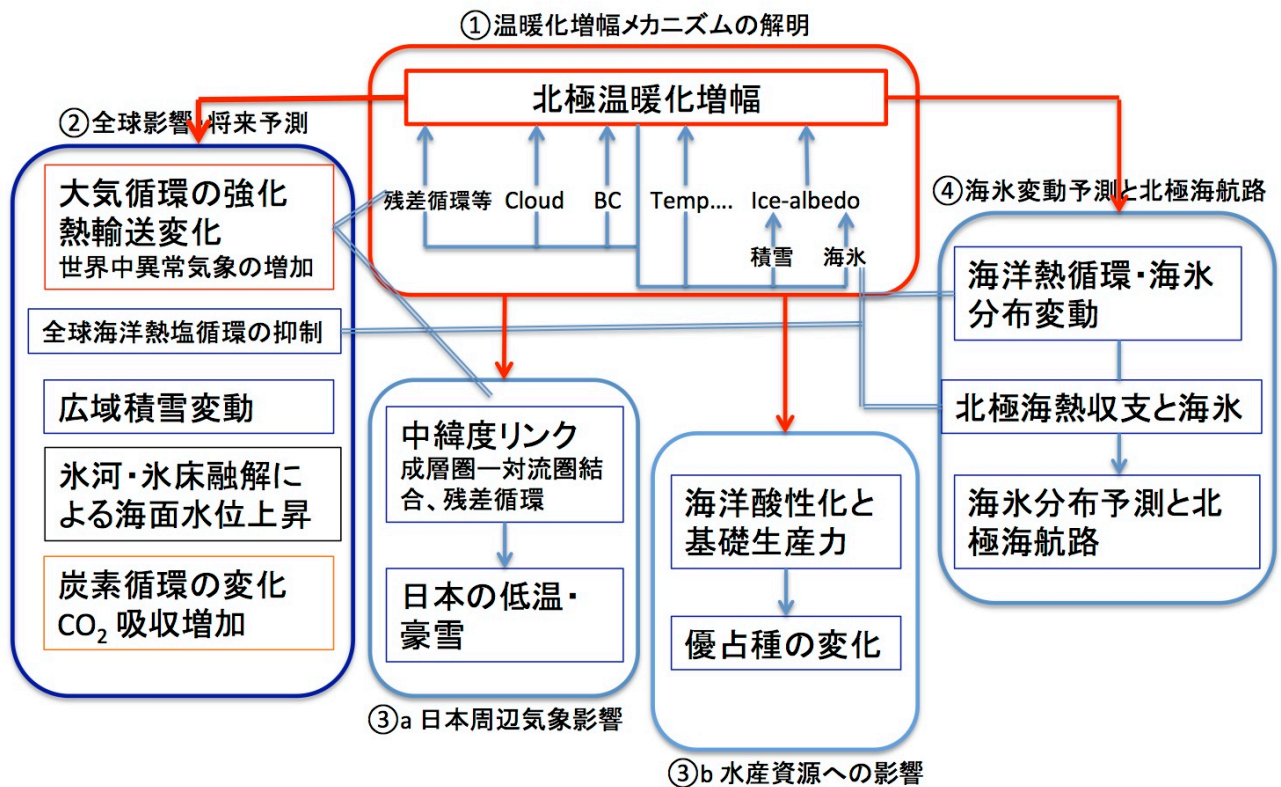 ①温暖化増幅メカニズムの解明
北極温暖化増幅
残差循環等
Cloud
BC
Temp....
Ice-albedo
積雪
海氷
②全球影響・将来予測
大気循環の強化
熱輸送変化
世界中異常気象の増加
全球海洋熱塩循環の抑制
広域積雪変動
氷河・氷床融解に
よる海面水位上昇
炭素循環の変化
CO₂ 吸収増加
中緯度リンク
成層圏―対流圏結
合、残差循環
日本の低温・
豪雪
③a 日本周辺気象影響
海洋酸性化と
基礎生産力
優占種の変化
③b 水産資源への影響
④海氷変動予測と北極海航路
海洋熱循環・海氷
分布変動
北極海熱収支と海氷
海氷分布予測と北
極海航路